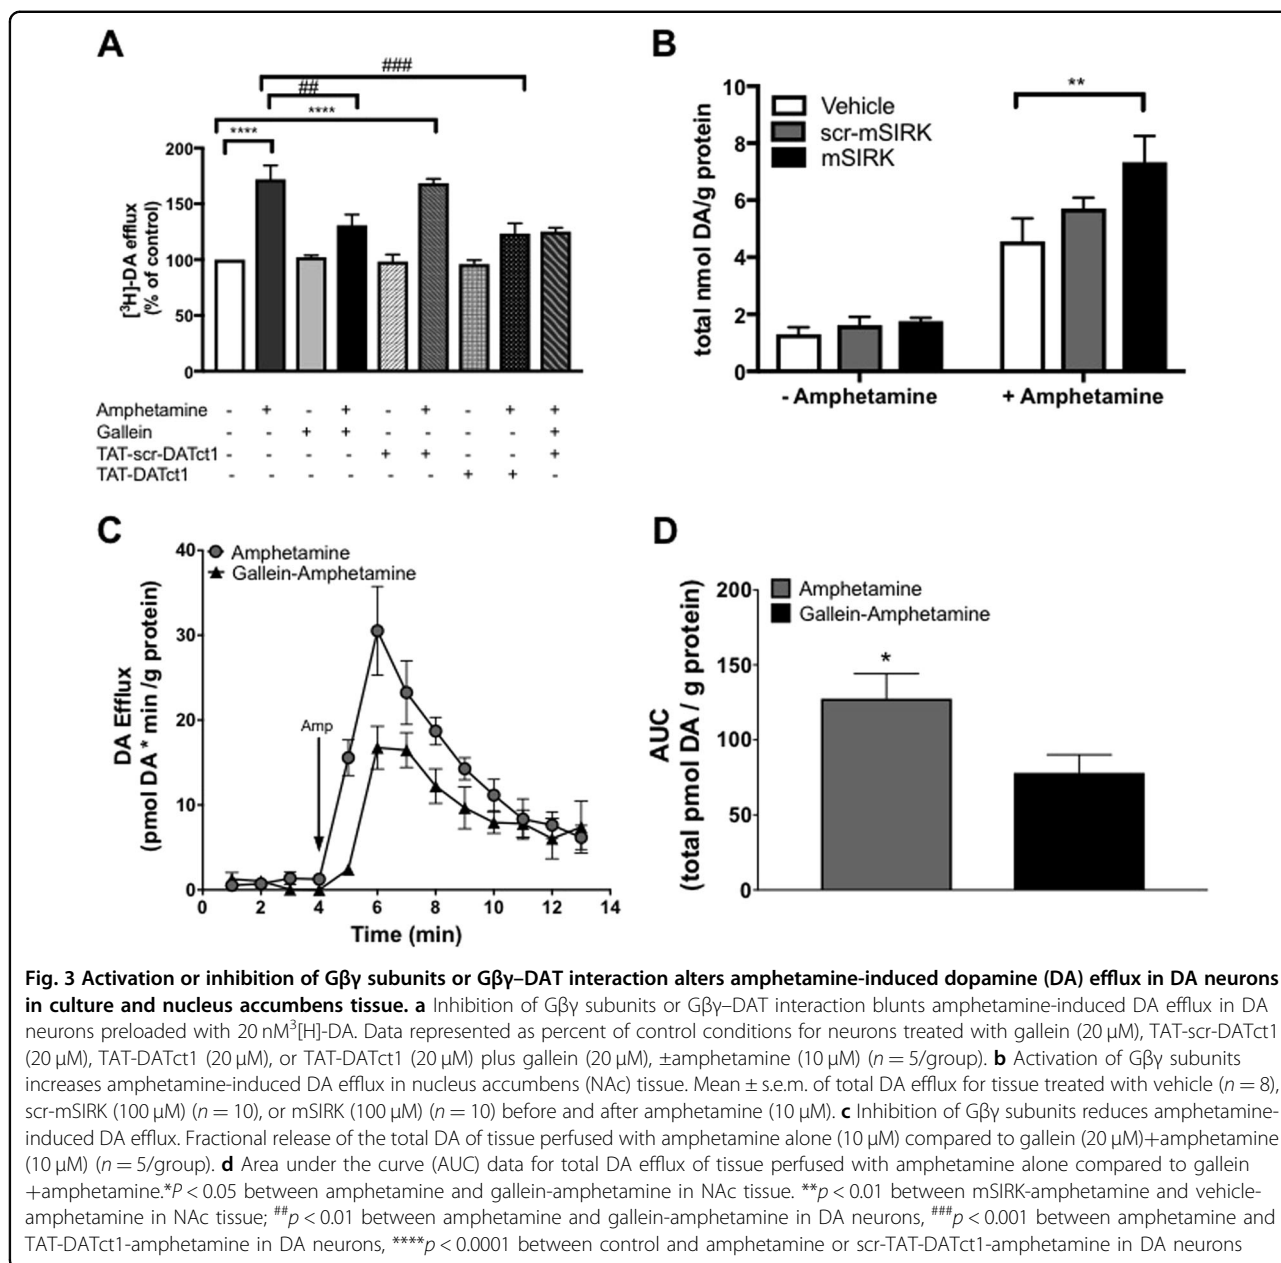 A
###
##
****
****
[³H]-DA efflux
(% of control)
200
150
100
50
0
Amphetamine - + - + - + - + +
Gallein - - + + - - - - +
TAT-scr-DATct1 - - - - + + - - +
TAT-DATct1 - - - - - - + + -
B
**
total nmol DA/g protein
10
8
6
4
2
0
Vehicle
scr-mSIRK
mSIRK
- Amphetamine + Amphetamine
C
Amphetamine
Gallein-Amphetamine
DA Efflux
(pmol DA * min /g protein)
40
30
20
10
0
Amp
0 2 4 6 8 10 12 14
Time (min)
D
Amphetamine
Gallein-Amphetamine
AUC
(total pmol DA / g protein)
200
150
100
50
0
*
Fig. 3 Activation or inhibition of Gβγ subunits or Gβγ–DAT interaction alters amphetamine-induced dopamine (DA) efflux in DA neurons
in culture and nucleus accumbens tissue. a Inhibition of Gβγ subunits or Gβγ–DAT interaction blunts amphetamine-induced DA efflux in DA
neurons preloaded with 20 nM³[H]-DA. Data represented as percent of control conditions for neurons treated with gallein (20 µM), TAT-scr-DATct1
(20 µM), TAT-DATct1 (20 µM), or TAT-DATct1 (20 µM) plus gallein (20 µM), ±amphetamine (10 µM) (n = 5/group). b Activation of Gβγ subunits
increases amphetamine-induced DA efflux in nucleus accumbens (NAc) tissue. Mean ± s.e.m. of total DA efflux for tissue treated with vehicle (n = 8),
scr-mSIRK (100 µM) (n = 10), or mSIRK (100 µM) (n = 10) before and after amphetamine (10 µM). c Inhibition of Gβγ subunits reduces amphetamine-
induced DA efflux. Fractional release of the total DA of tissue perfused with amphetamine alone (10 µM) compared to gallein (20 µM)+amphetamine
(10 µM) (n = 5/group). d Area under the curve (AUC) data for total DA efflux of tissue perfused with amphetamine alone compared to gallein
+amphetamine.*P < 0.05 between amphetamine and gallein-amphetamine in NAc tissue. **p < 0.01 between mSIRK-amphetamine and vehicle-
amphetamine in NAc tissue; ##p < 0.01 between amphetamine and gallein-amphetamine in DA neurons, ###p < 0.001 between amphetamine and
TAT-DATct1-amphetamine in DA neurons, ****p < 0.0001 between control and amphetamine or scr-TAT-DATct1-amphetamine in DA neurons